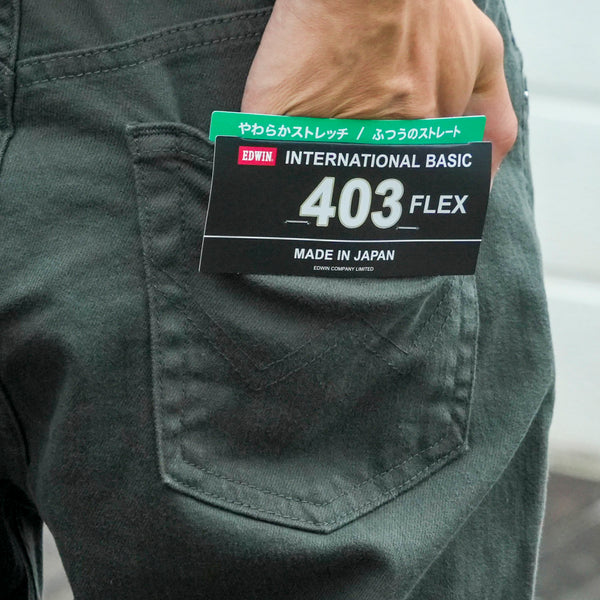 やわらかストレッチ / ふつうのストレート
EDWIN. INTERNATIONAL BASIC
403 FLEX
MADE IN JAPAN
EDWIN COMPANY LIMITED